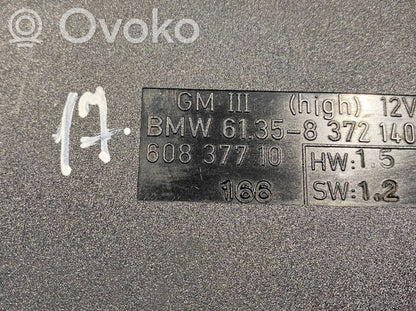 Ovoko
17.
GM III (high) 12V
BMW 61.35-8 372 140
608 377 10
HW:1 5
166
SW:1.2